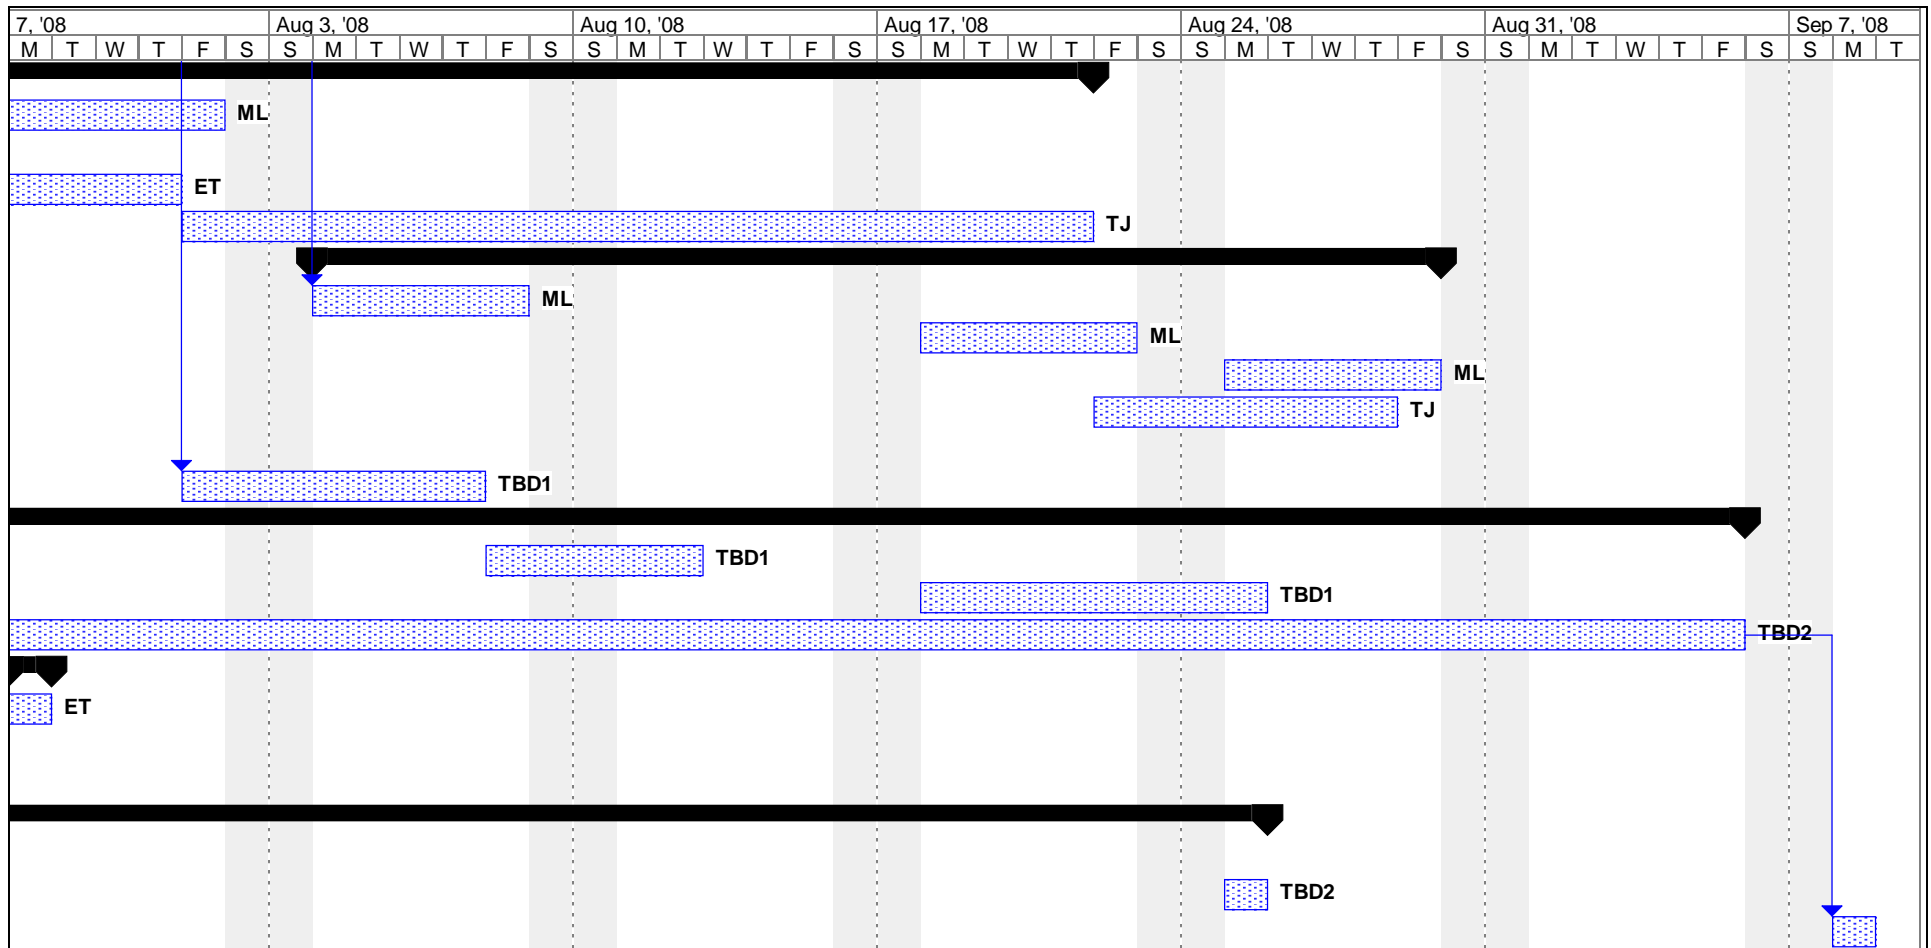 7, '08 Aug 3, '08 Aug 10, '08 Aug 17, '08 Aug 24, '08 Aug 31, '08 Sep 7, '08
M T W T F S S M T W T F S S M T W T F S S M T W T F S S M T W T F S S M T W T F S S M T
ML
ET
TJ
ML
ML
ML
TJ
TBD1
TBD1
TBD1
TBD2
ET
TBD2